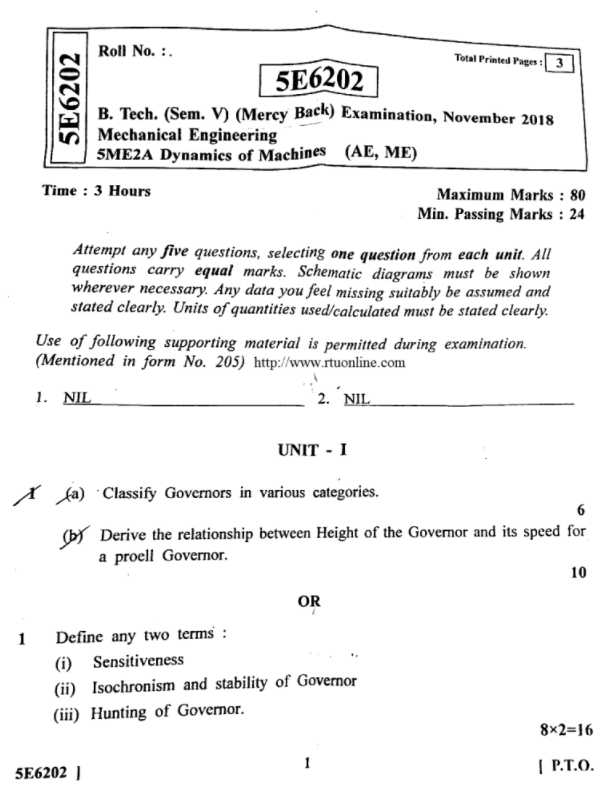 5E6202
Roll No. :.
Total Printed Pages : 3
5E6202
B. Tech. (Sem. V) (Mercy Back) Examination, November 2018
Mechanical Engineering
5ME2A Dynamics of Machines (AE, ME)
Time : 3 Hours
Maximum Marks : 80
Min. Passing Marks : 24
Attempt any five questions, selecting one question from each unit. All
questions carry equal marks. Schematic diagrams must be shown
wherever necessary. Any data you feel missing suitably be assumed and
stated clearly. Units of quantities used/calculated must be stated clearly.
Use of following supporting material is permitted during examination.
(Mentioned in form No. 205) http://www.rtuonline.com
1. NIL 2. NIL
UNIT - I
1 (a) Classify Governors in various categories.
6
(b) Derive the relationship between Height of the Governor and its speed for
a proell Governor.
10
OR
1 Define any two terms :
(i) Sensitiveness
(ii) Isochronism and stability of Governor
(iii) Hunting of Governor.
8×2=16
5E6202 ] 1 [ P.T.O.